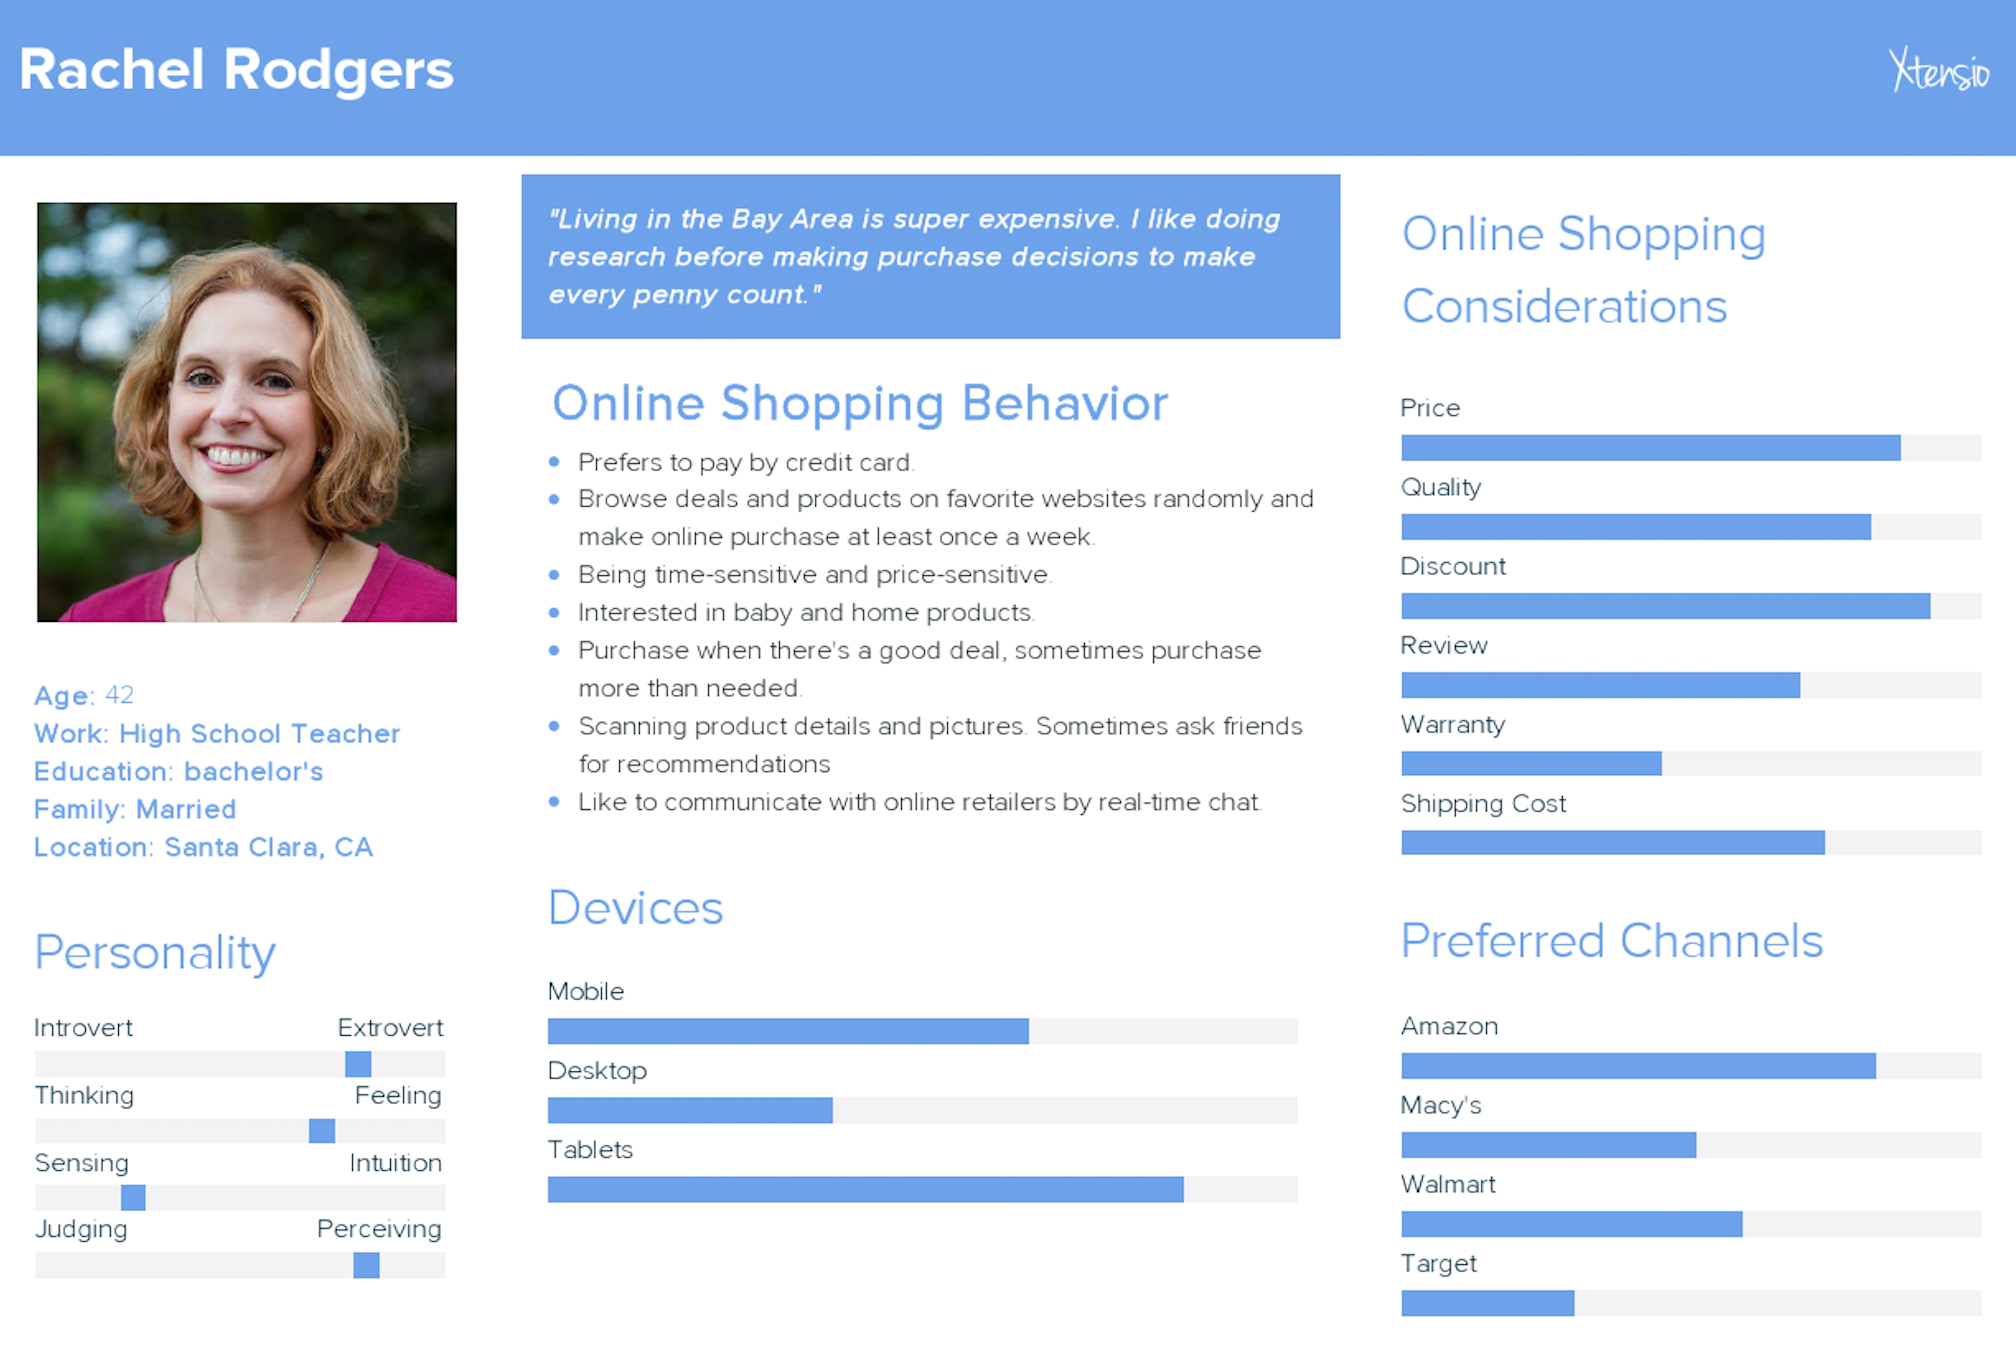 Rachel Rodgers
Xtensio
Age: 42
Work: High School Teacher
Education: bachelor's
Family: Married
Location: Santa Clara, CA
Personality
Introvert Extrovert
Thinking Feeling
Sensing Intuition
Judging Perceiving
"Living in the Bay Area is super expensive. I like doing
research before making purchase decisions to make
every penny count."
Online Shopping Behavior
Prefers to pay by credit card.
Browse deals and products on favorite websites randomly and
make online purchase at least once a week.
Being time-sensitive and price-sensitive.
Interested in baby and home products.
Purchase when there's a good deal, sometimes purchase
more than needed.
Scanning product details and pictures. Sometimes ask friends
for recommendations
Like to communicate with online retailers by real-time chat.
Devices
Mobile
Desktop
Tablets
Online Shopping
Considerations
Price
Quality
Discount
Review
Warranty
Shipping Cost
Preferred Channels
Amazon
Macy's
Walmart
Target